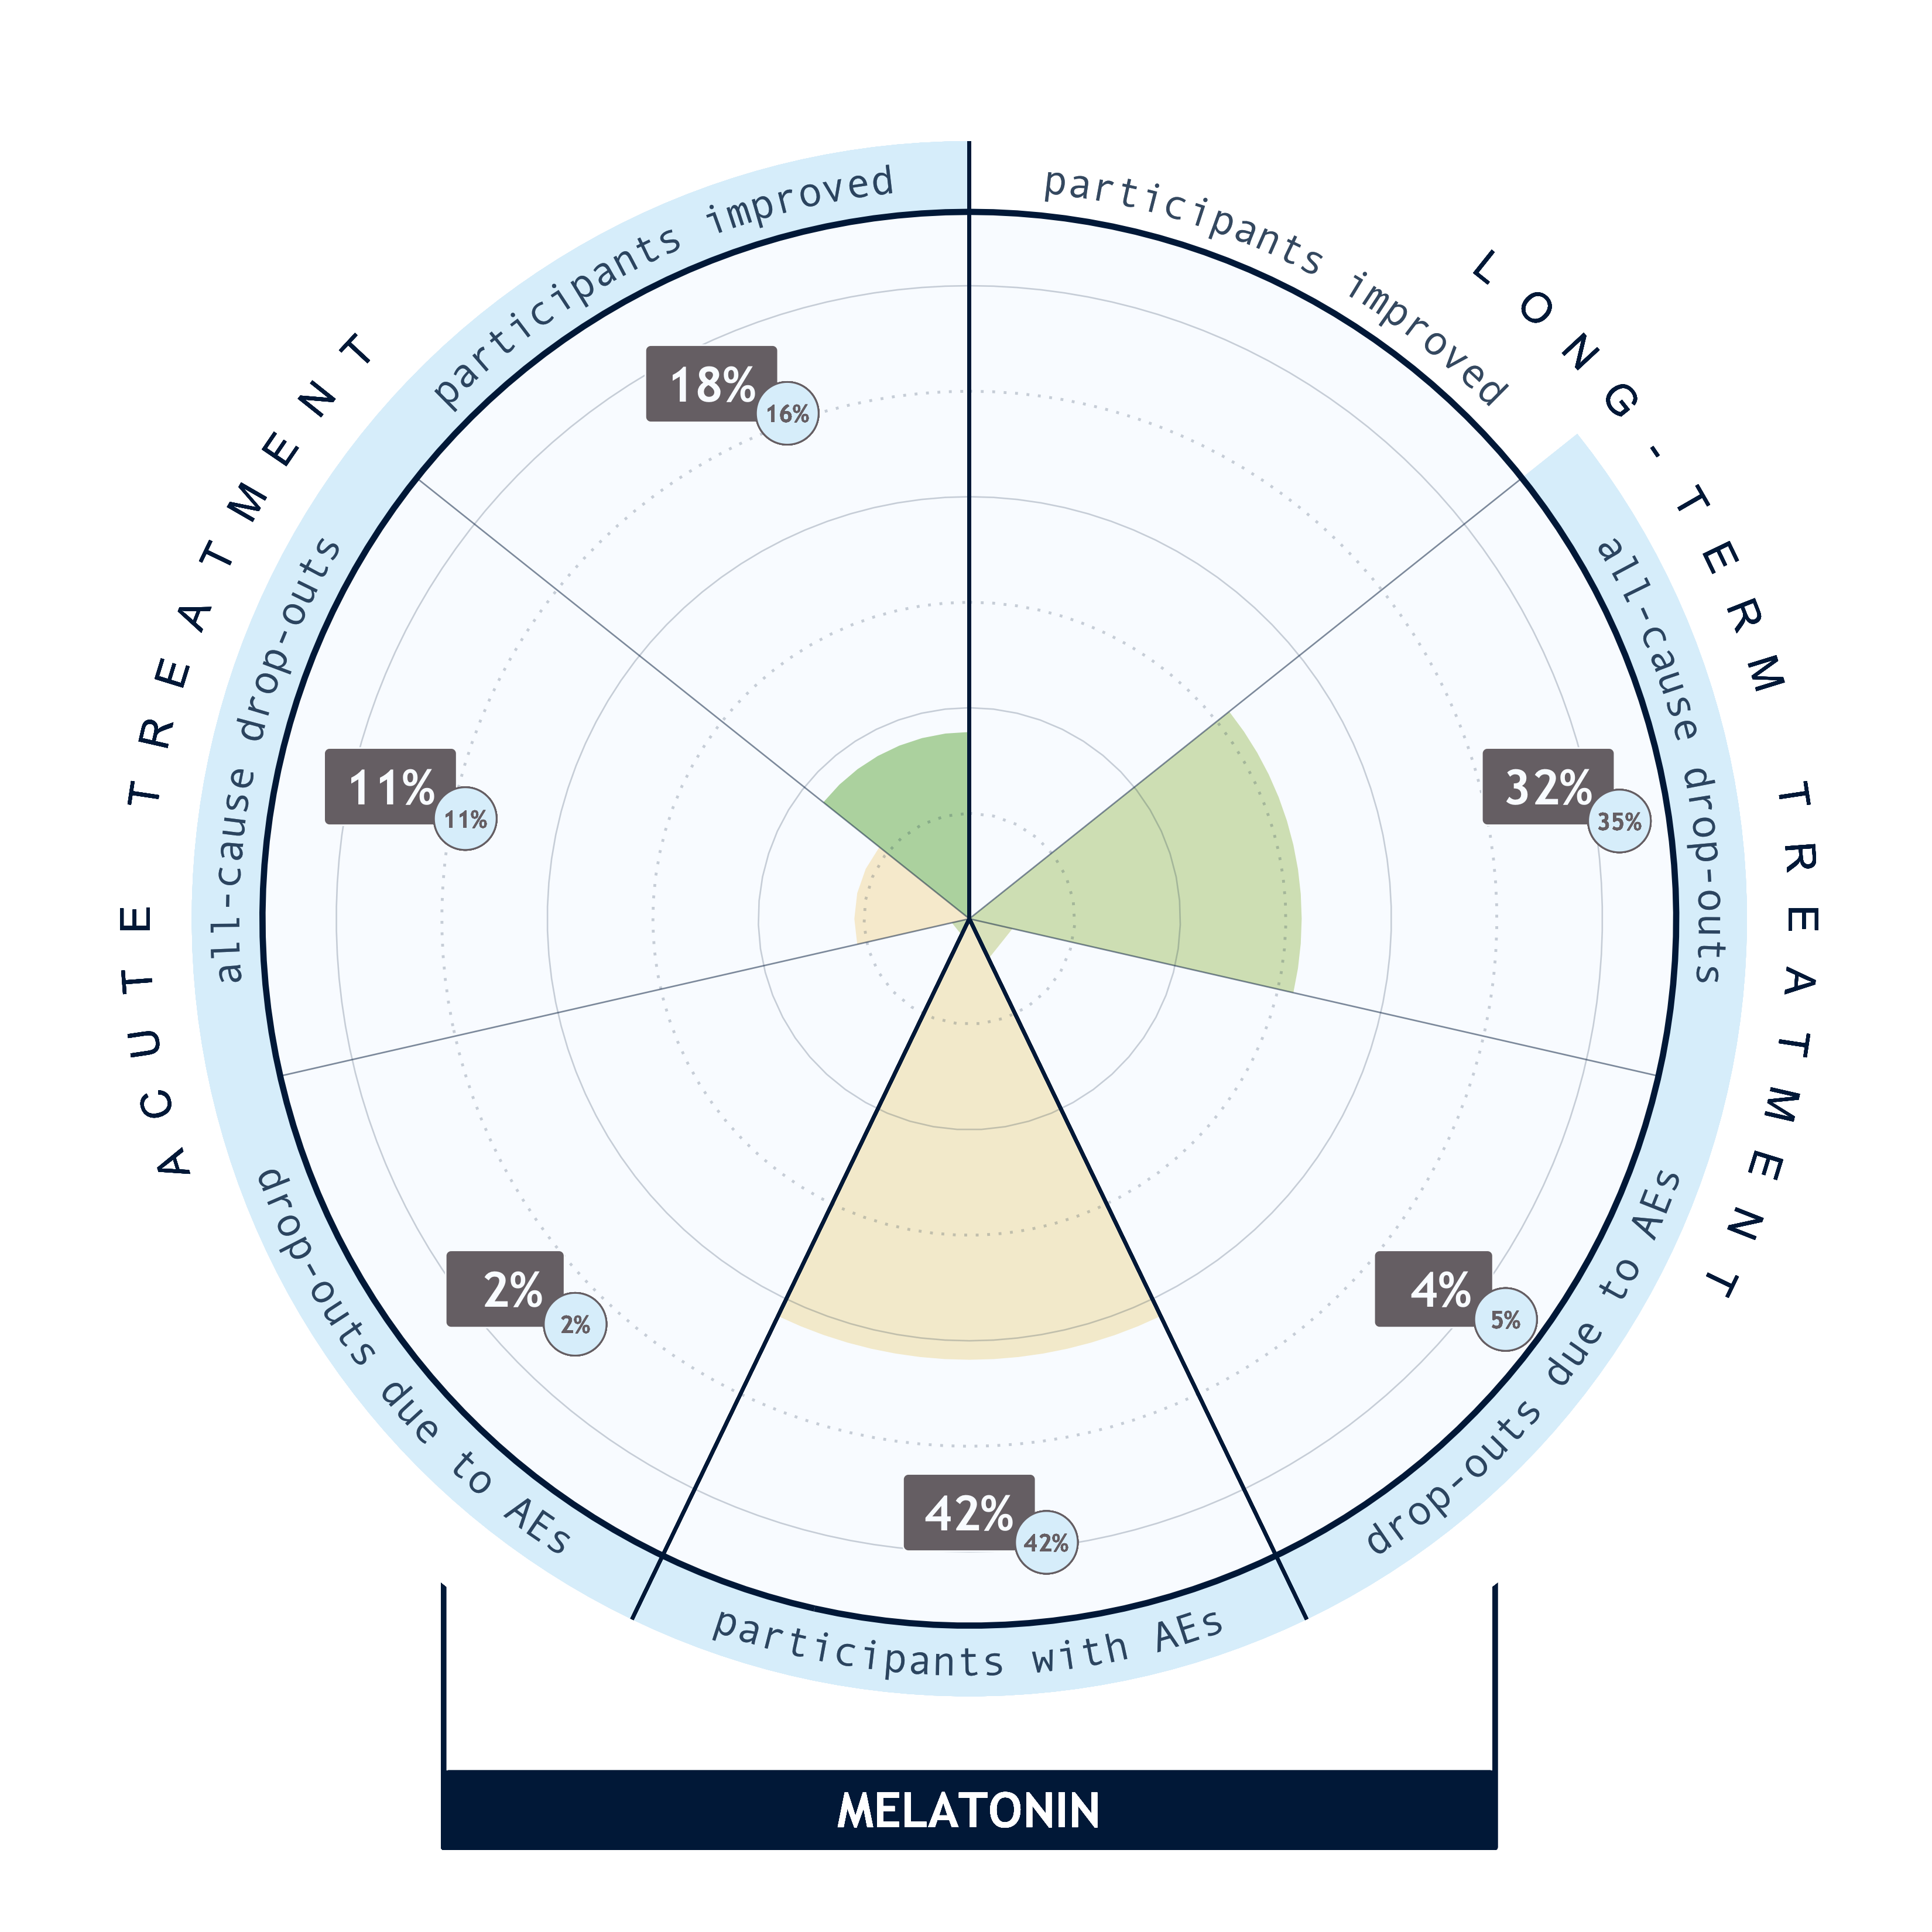 participants improved
participants improved
LONG-TERM TREATMENT
ACUTE TREATMENT
18%
16%
all-cause drop-outs
all-cause drop-outs
11%
11%
32%
35%
drop-outs due to AEs
drop-outs due to AEs
2%
2%
4%
5%
42%
42%
participants with AEs
MELATONIN